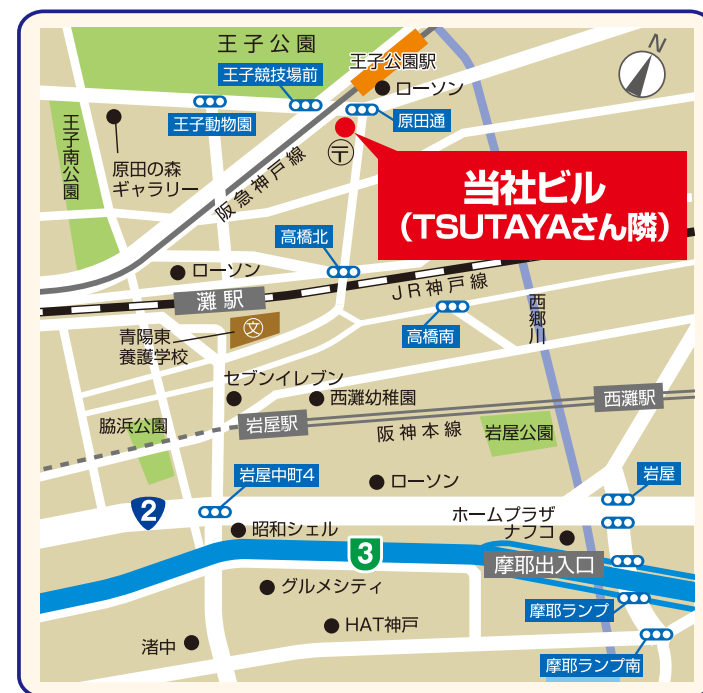 王子公園
王子公園駅
N
王子競技場前
ローソン
王子動物園
原田通
王子南公園
原田の森
ギャラリー
〒
阪急神戸線
当社ビル
(TSUTAYAさん隣)
高橋北
ローソン
JR神戸線
灘駅
西郷川
文
高橋南
青陽東
養護学校
セブンイレブン
西灘幼稚園
西灘駅
脇浜公園
岩屋駅
阪神本線
岩屋公園
岩屋中町4
ローソン
岩屋
2
昭和シェル
ホームプラザ
ナフコ
3
摩耶出入口
グルメシティ
摩耶ランプ
HAT神戸
渚中
摩耶ランプ南